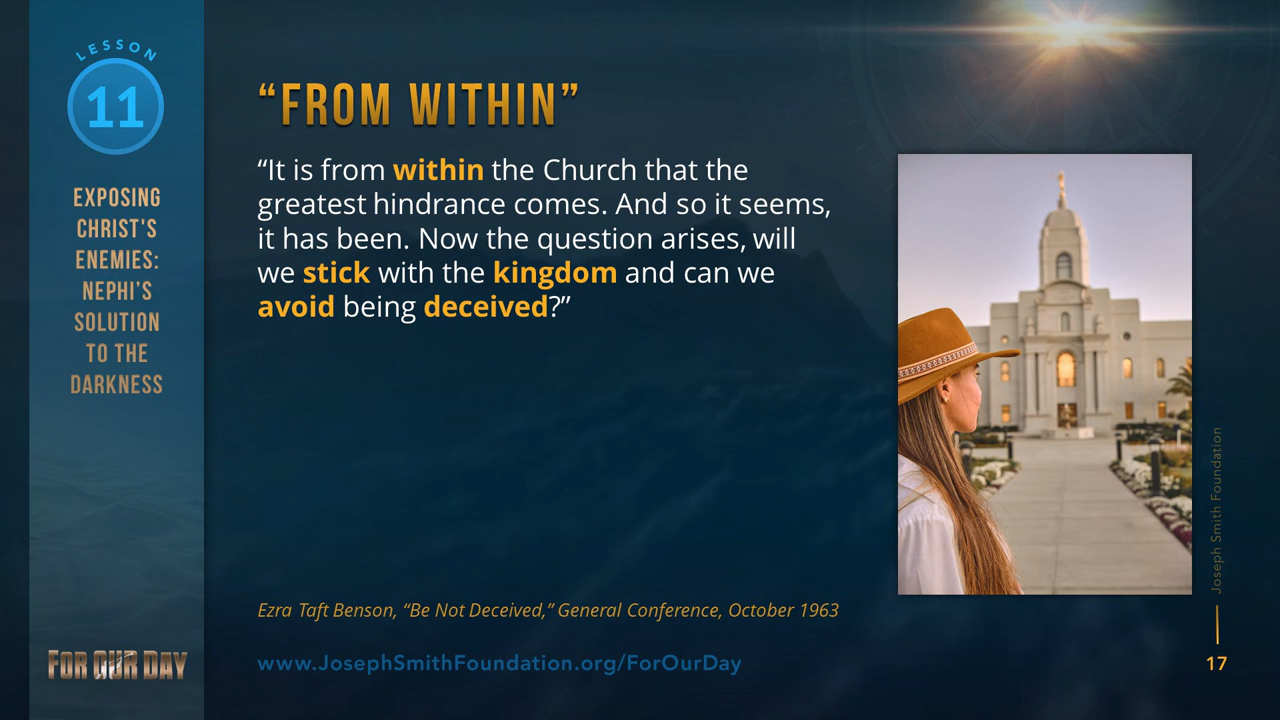 LESSON
11
EXPOSING
CHRIST'S
ENEMIES:
NEPHI'S
SOLUTION
TO THE
DARKNESS
FOR OUR DAY
“FROM WITHIN”
“It is from within the Church that the
greatest hindrance comes. And so it seems,
it has been. Now the question arises, will
we stick with the kingdom and can we
avoid being deceived?”
Ezra Taft Benson, “Be Not Deceived,” General Conference, October 1963
www.JosephSmithFoundation.org/ForOurDay
Joseph Smith Foundation
17